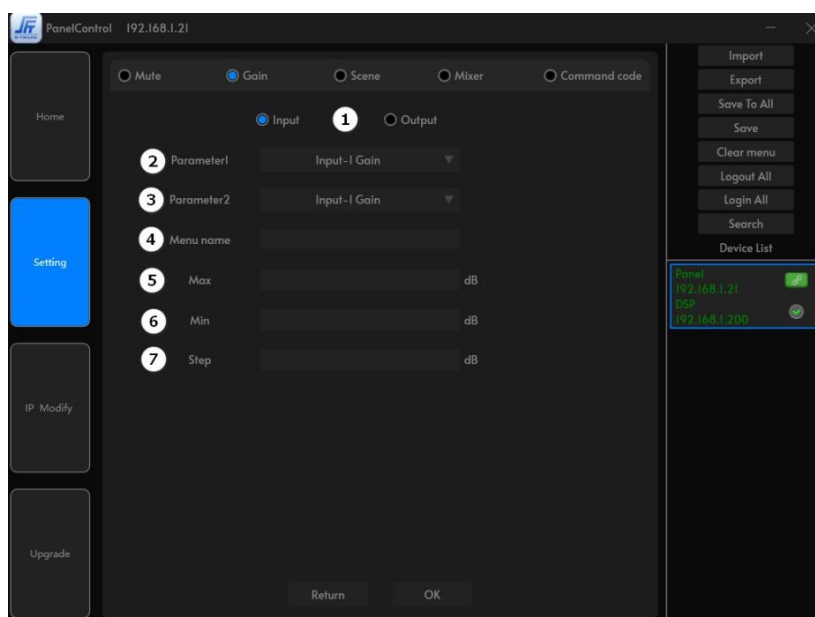 PanelControl 192.168.1.21
Home
Setting
IP Modify
Upgrade
Mute Gain Scene Mixer Command code
Input 1 Output
2 Parameter1 Input-1 Gain
3 Parameter2 Input-1 Gain
4 Menu name
5 Max dB
6 Min dB
7 Step dB
Return OK
Import
Export
Save To All
Save
Clear menu
Logout All
Login All
Search
Device List
Panel
192.168.1.21
DSP
192.168.1.200